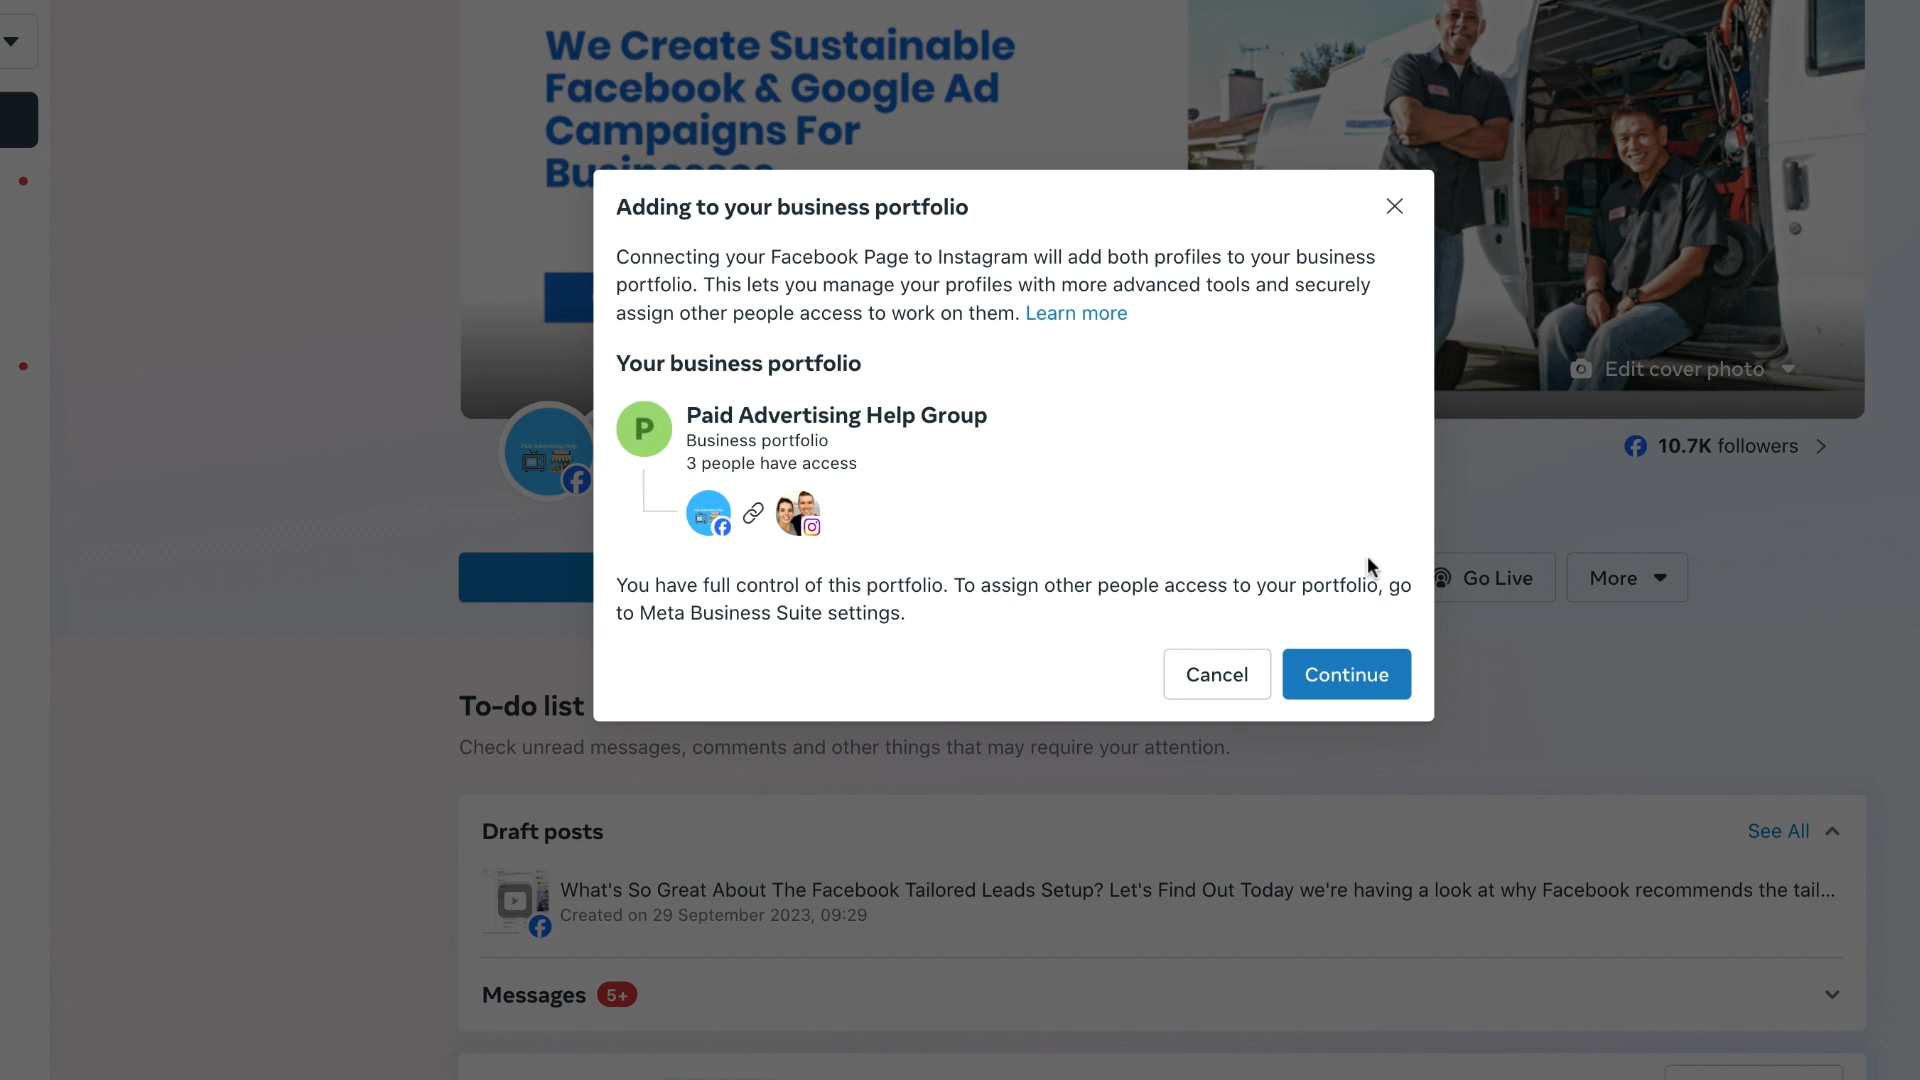 We Create Sustainable
Facebook & Google Ad
Campaigns For
Adding to your business portfolio
Connecting your Facebook Page to Instagram will add both profiles to your business
portfolio. This lets you manage your profiles with more advanced tools and securely
assign other people access to work on them. Learn more
Your business portfolio
P
Paid Advertising Help Group
Business portfolio
3 people have access
You have full control of this portfolio. To assign other people access to your portfolio, go
to Meta Business Suite settings.
Cancel
Continue
Edit cover photo
10.7K followers
Go Live
More
To-do list
Check unread messages, comments and other things that may require your attention.
Draft posts
See All
What's So Great About The Facebook Tailored Leads Setup? Let's Find Out Today we're having a look at why Facebook recommends the tail...
Created on 29 September 2023, 09:29
Messages 5+